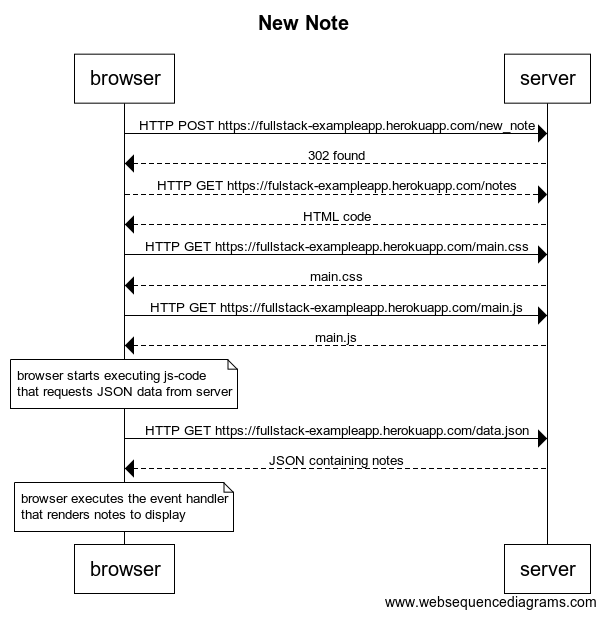 New Note
browser
server
HTTP POST https://fullstack-exampleapp.herokuapp.com/new_note
302 found
HTTP GET https://fulstack-exampleapp.herokuapp.com/notes
HTML code
HTTP GET https://fullstack-exampleapp.herokuapp.com/main.css
main.css
HTTP GET https://fullstack-exampleapp.herokuapp.com/main.js
main.js
browser starts executing js-code
that requests JSON data from server
HTTP GET https://fullstack-exampleapp.herokuapp.com/data.json
JSON containing notes
browser executes the event handler
that renders notes to display
browser
server
www.websequencediagrams.com